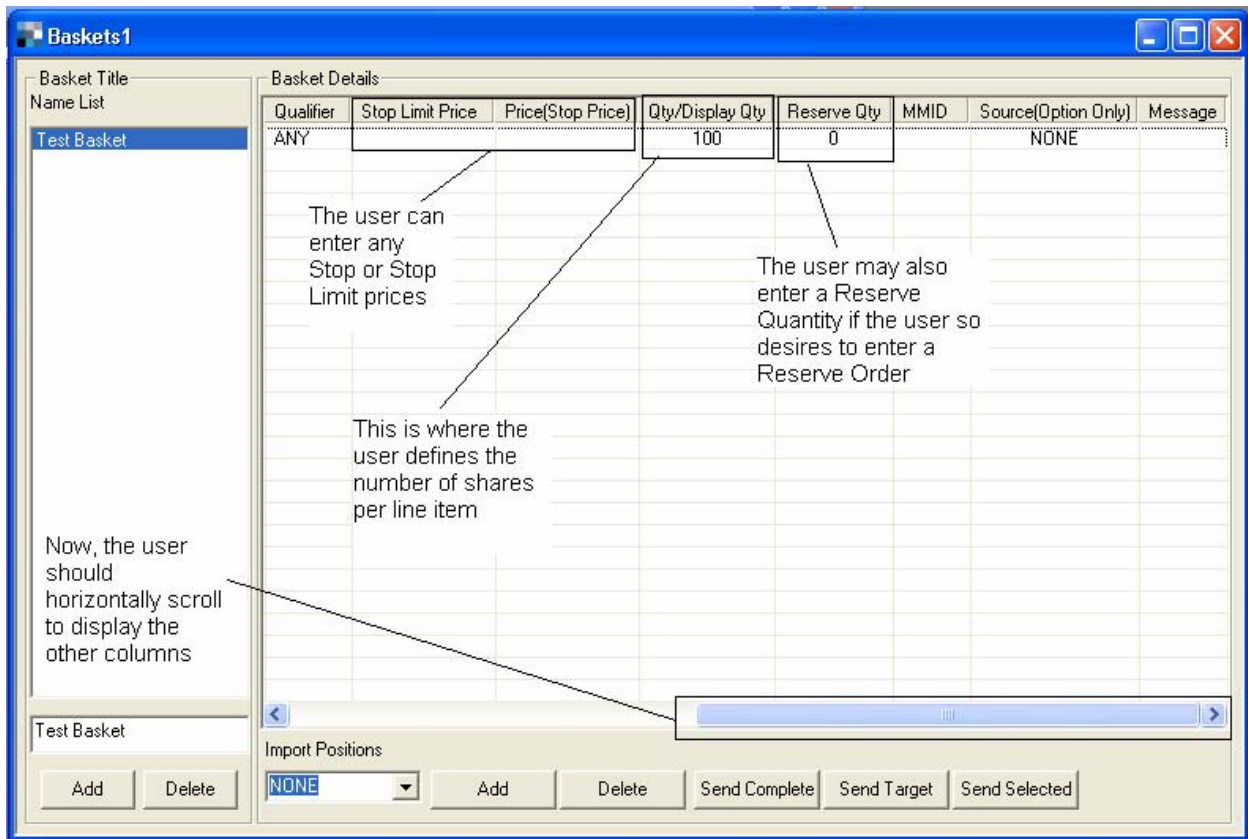 Baskets1
Basket Title
Name List
Test Basket
Basket Details
Qualifier Stop Limit Price Price(Stop Price) Qty/Display Qty Reserve Qty MMID Source(Option Only) Message
ANY 100 0 NONE
The user can
enter any
Stop or Stop
Limit prices
The user may also
enter a Reserve
Quantity if the user so
desires to enter a
Reserve Order
This is where the
user defines the
number of shares
per line item
Now, the user
should
horizontally scroll
to display the
other columns
Test Basket
Add Delete
Import Positions
NONE Add Delete Send Complete Send Target Send Selected